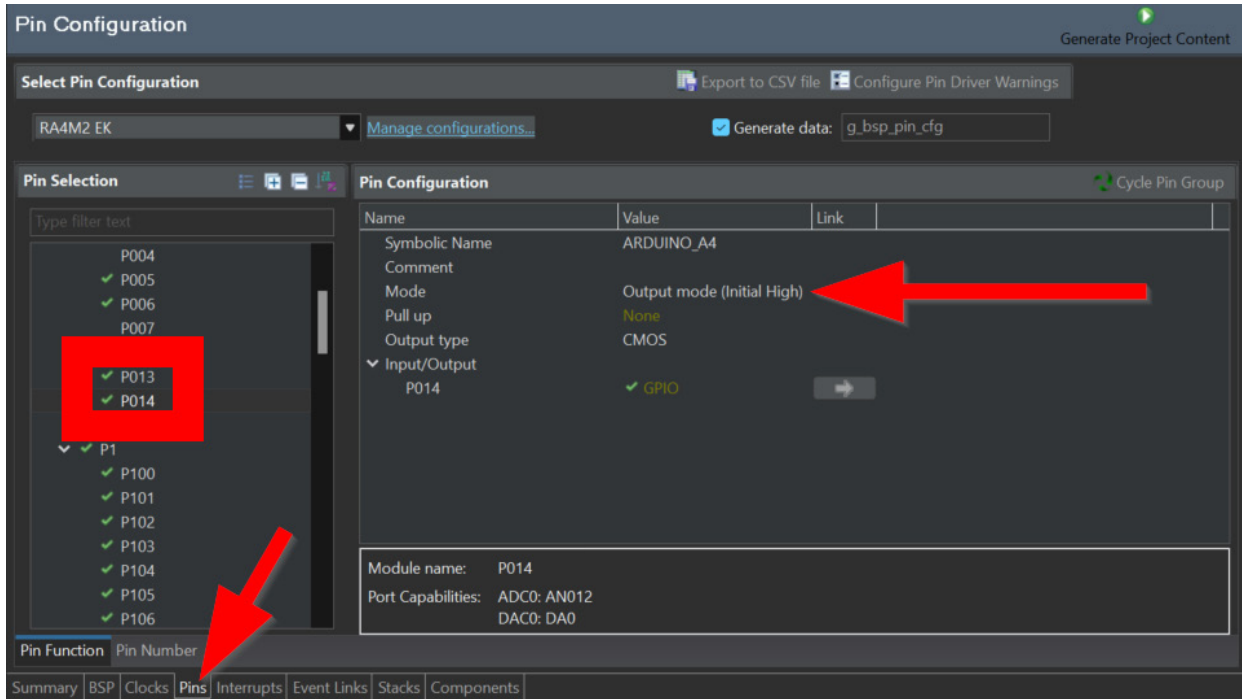 Pin Configuration
Generate Project Content
Select Pin Configuration
Export to CSV file Configure Pin Driver Warnings
RA4M2 EK Manage configurations... Generate data: g_bsp_pin_cfg
Pin Selection
Type filter text
P004
P005
P006
P007
P013
P014
P1
P100
P101
P102
P103
P104
P105
P106
Pin Configuration Cycle Pin Group
Name Value Link
Symbolic Name ARDUINO_A4
Comment
Mode Output mode (Initial High)
Pull up None
Output type CMOS
Input/Output
P014 GPIO
Module name: P014
Port Capabilities: ADC0: AN012
DAC0: DA0
Pin Function Pin Number
Summary BSP Clocks Pins Interrupts Event Links Stacks Components